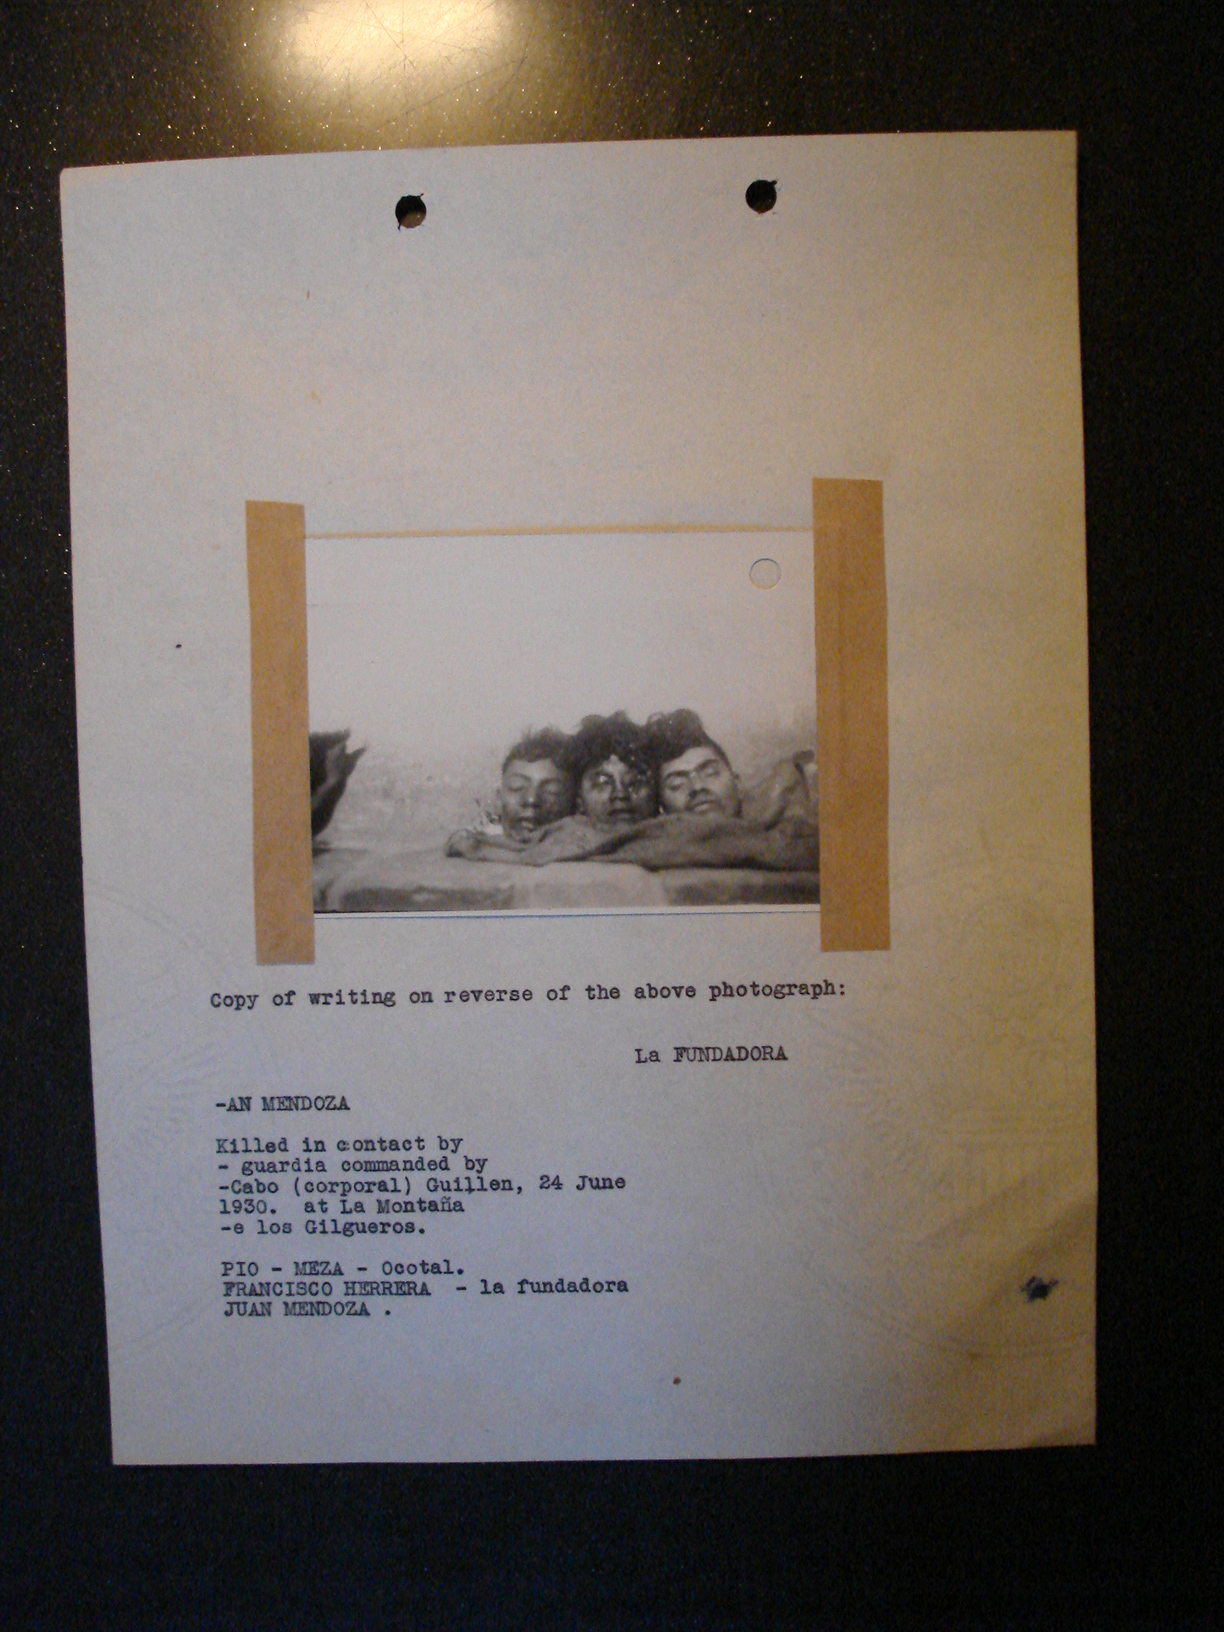 Copy of writing on reverse of the above photograph:
La FUNDADORA
-AN MENDOZA
Killed in contact by
- guardia commanded by
-Cabo (corporal) Guillen, 24 June
1930. at La Montaña
-e los Gilgueros.
PIO - MEZA - Ocotal.
FRANCISCO HERRERA - la fundadora
JUAN MENDOZA .